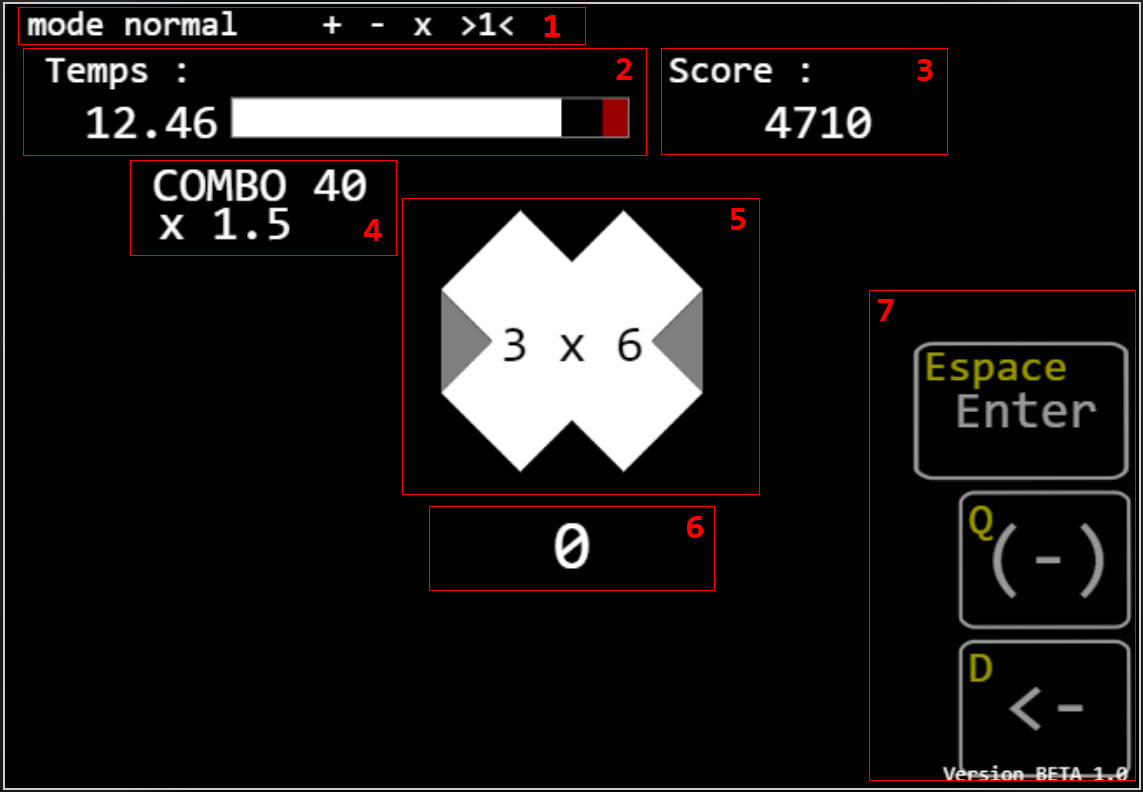 mode normal + - x >1< 1
Temps : 2
12.46
Score : 3
4710
COMBO 40
x 1.5 4
5
3 x 6
0 6
7
Espace
Enter
Q
(-)
D
<-
Version BETA 1.0